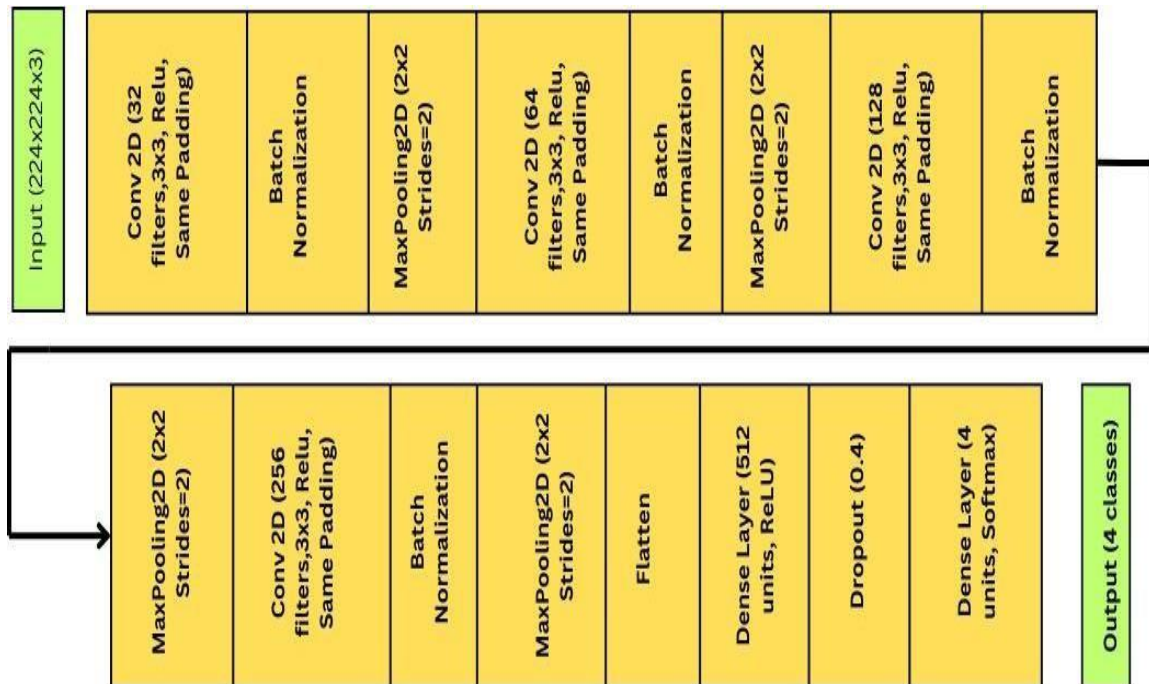 Input (224x224x3)
Conv 2D (32
filters,3x3, Relu,
Same Padding)
Batch
Normalization
MaxPooling2D (2x2
Strides=2)
Conv 2D (64
filters,3x3, Relu,
Same Padding)
Batch
Normalization
MaxPooling2D (2x2
Strides=2)
Conv 2D (128
filters,3x3, Relu,
Same Padding)
Batch
Normalization
MaxPooling2D (2x2
Strides=2)
Conv 2D (256
filters,3x3, Relu,
Same Padding)
Batch
Normalization
MaxPooling2D (2x2
Strides=2)
Flatten
Dense Layer (512
units, ReLU)
Dropout (0.4)
Dense Layer (4
units, Softmax)
Output (4 classes)